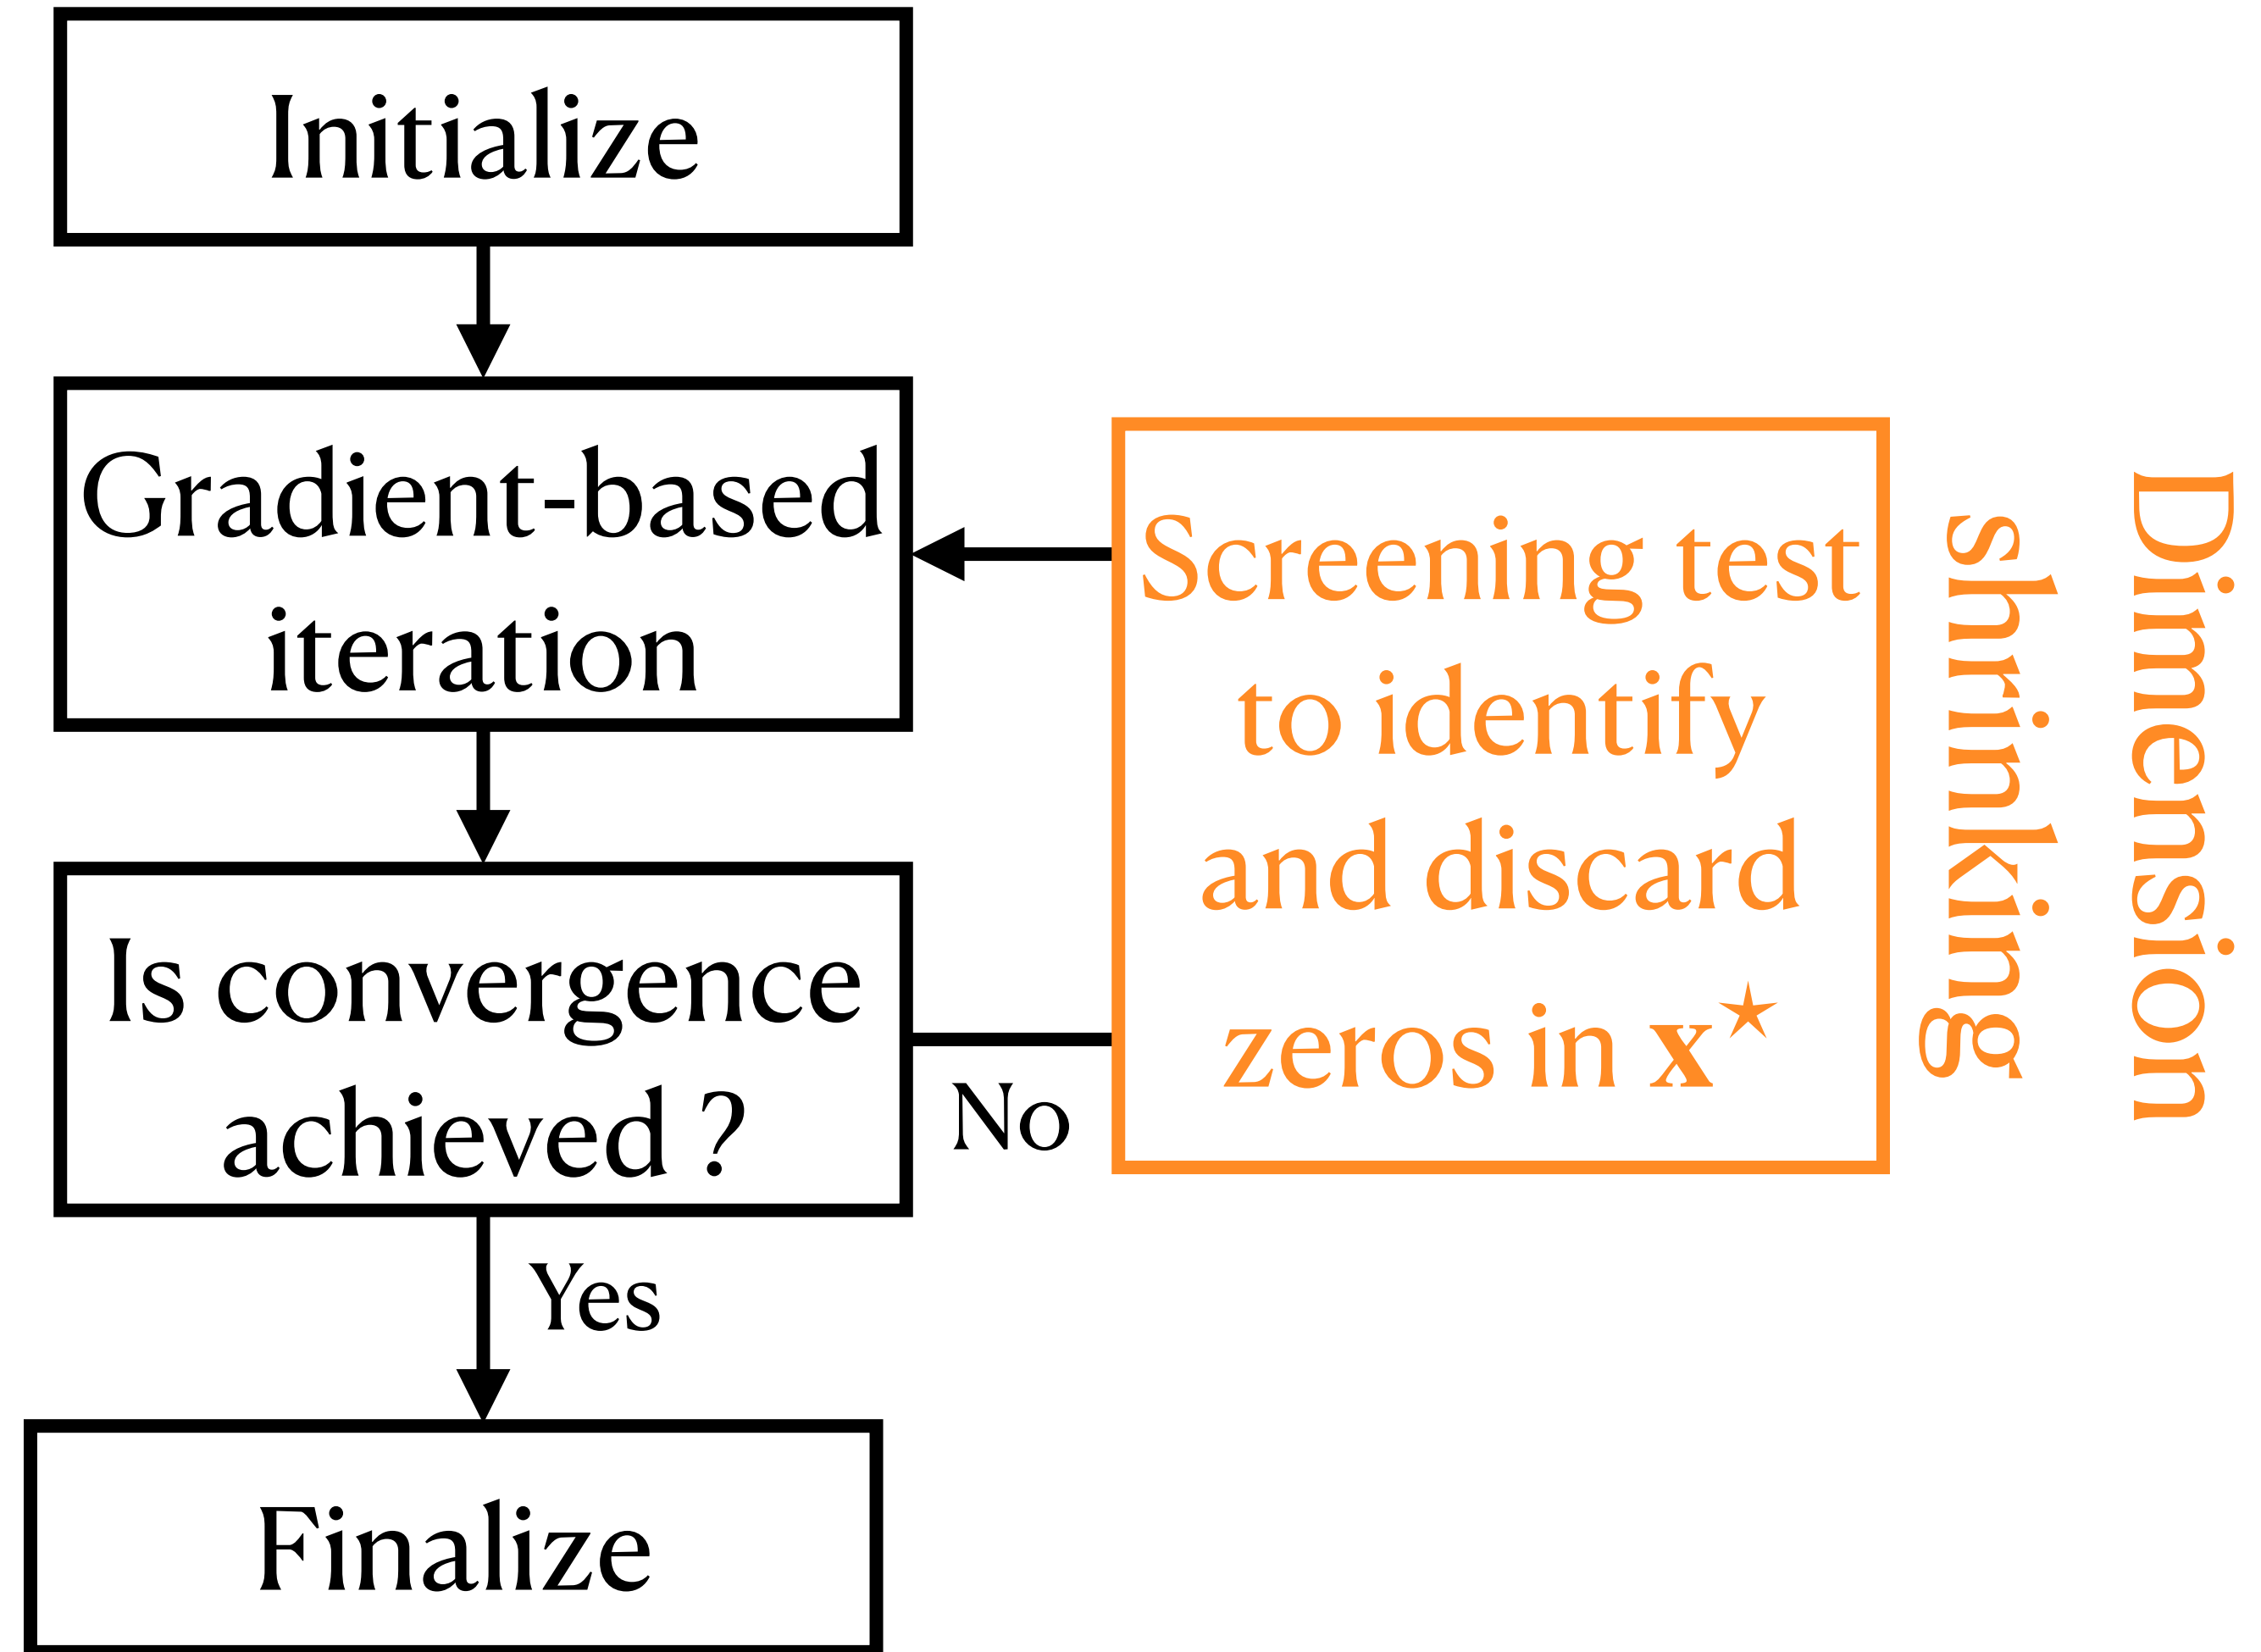 Initialize
Gradient-based
iteration
Is convergence
achieved ?
No
Yes
Finalize
Screening test
to identify
and discard
zeros in x★
Dimension
Shrinking